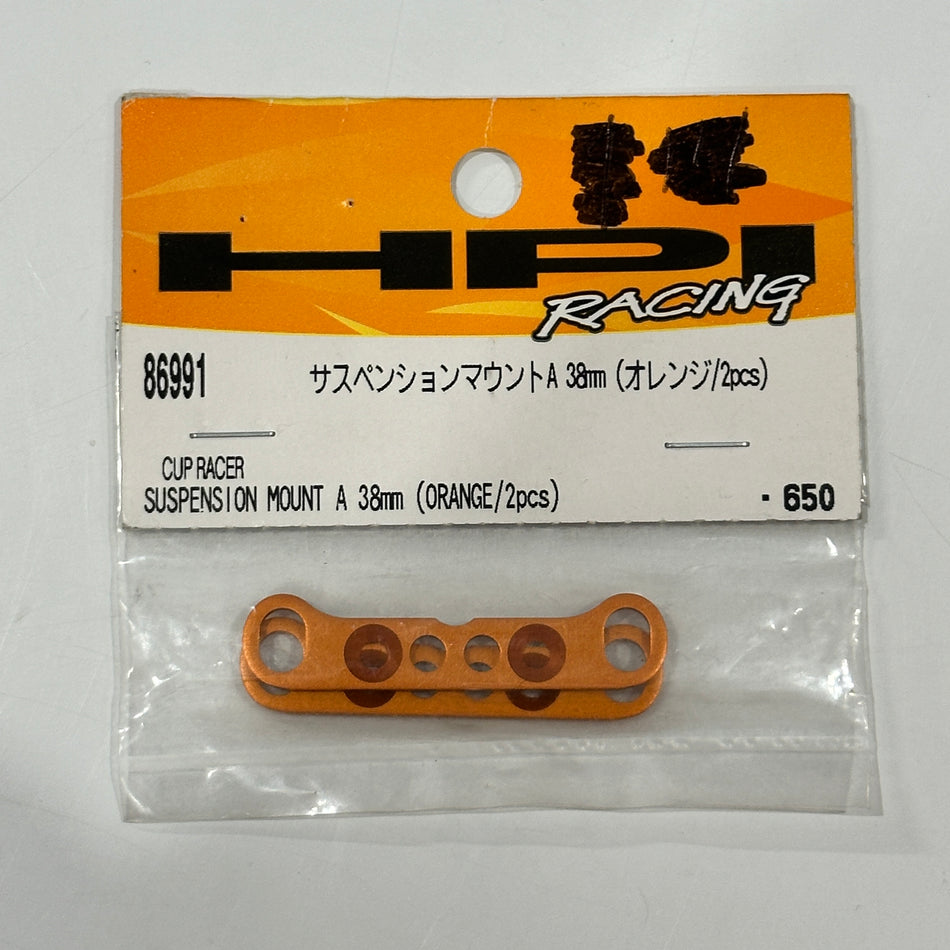 HPI
RACING
86991 サスペンションマウントA 38mm (オレンジ/2pcs)
CUP RACER
SUSPENSION MOUNT A 38mm (ORANGE/2pcs) ・650